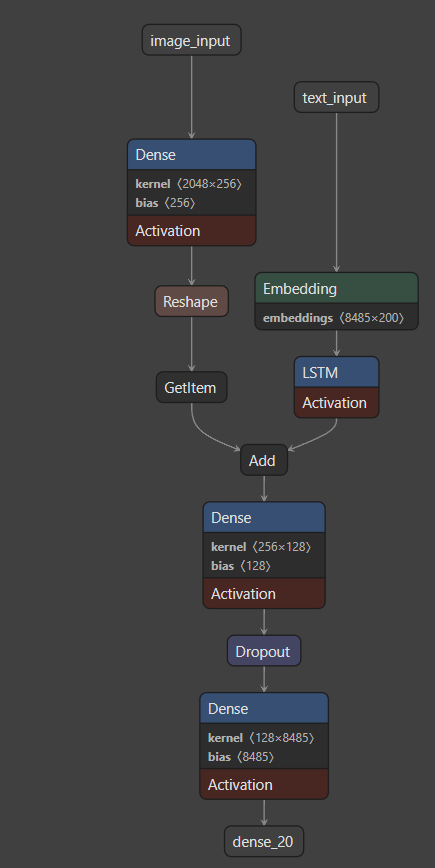 image_input
text_input
Dense
kernel ⟨2048×256⟩
bias ⟨256⟩
Activation
Reshape
Embedding
embeddings ⟨8485×200⟩
GetItem
LSTM
Activation
Add
Dense
kernel ⟨256×128⟩
bias ⟨128⟩
Activation
Dropout
Dense
kernel ⟨128×8485⟩
bias ⟨8485⟩
Activation
dense_20